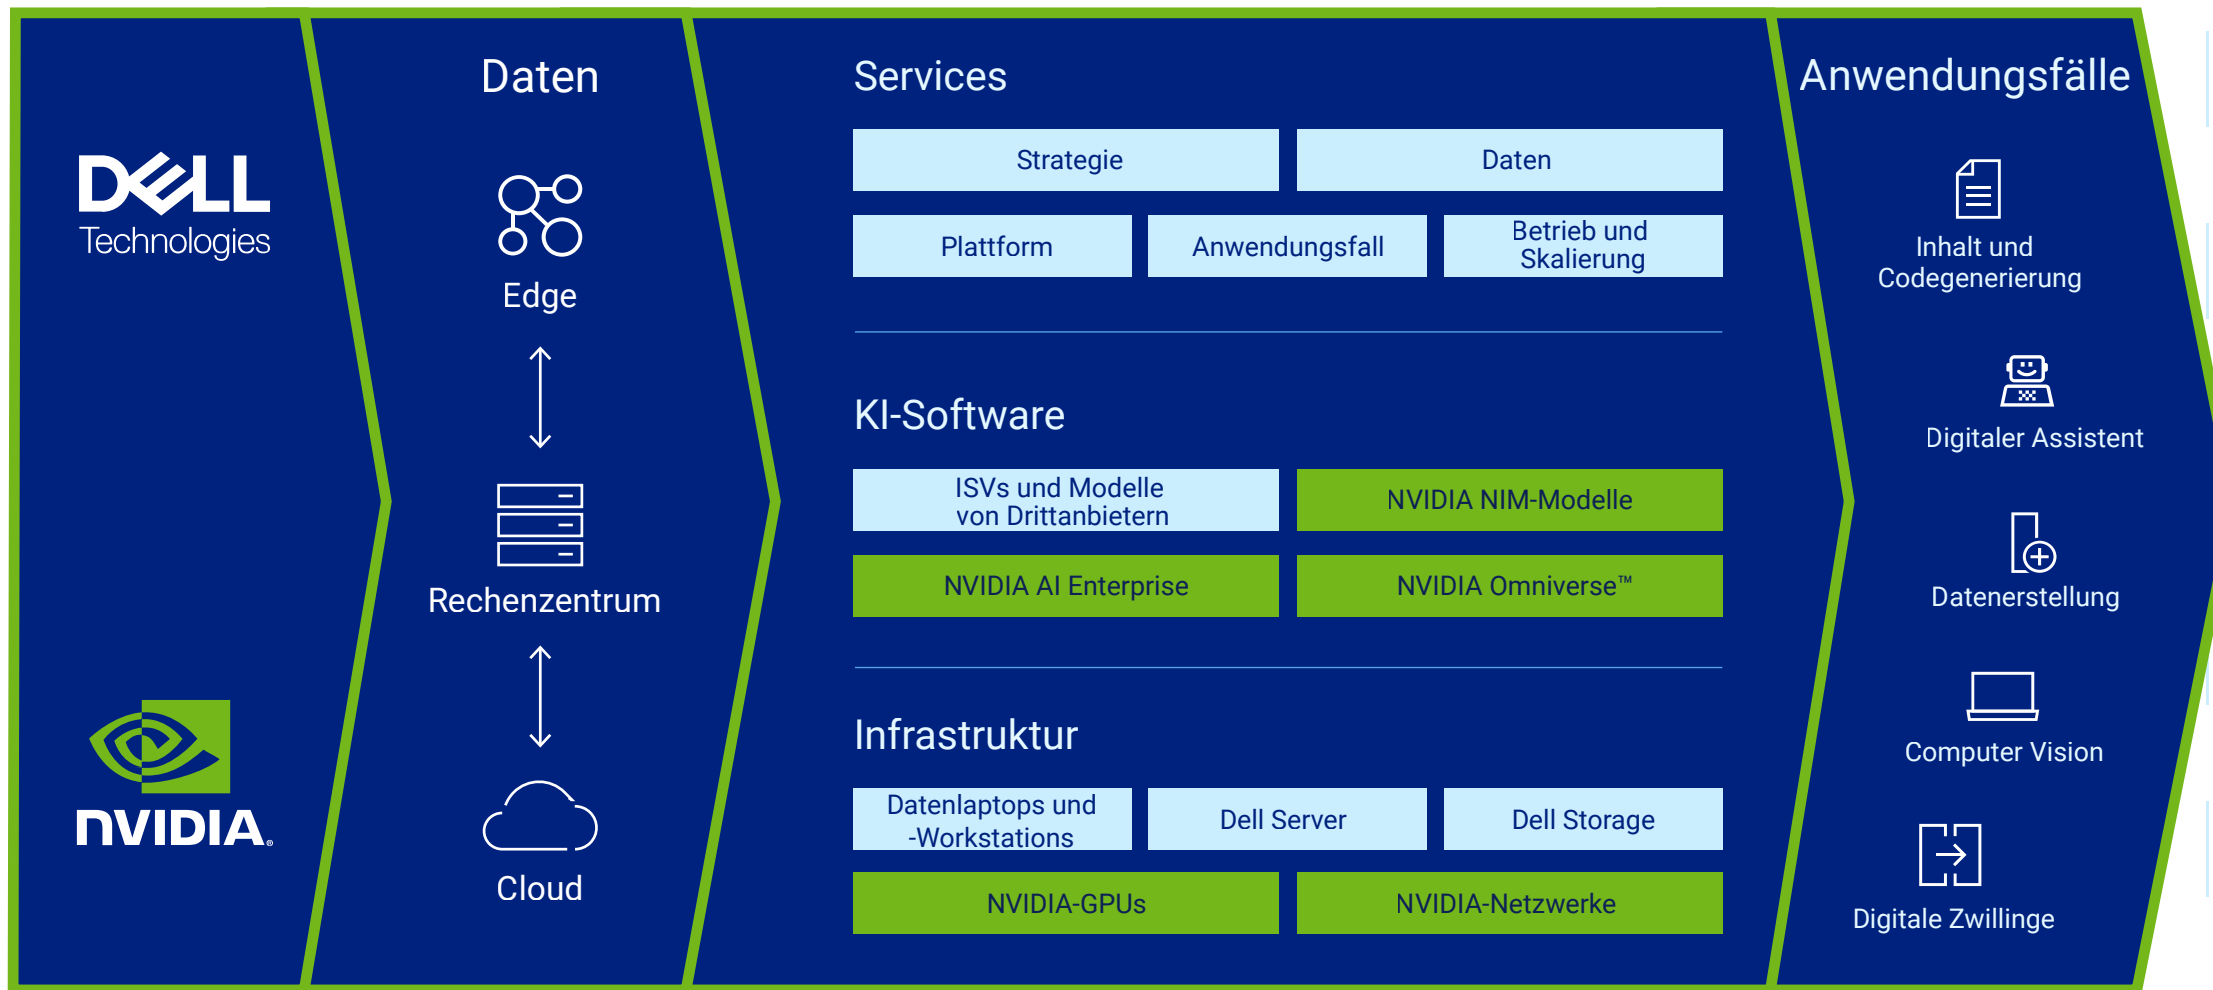 DELL
Technologies
NVIDIA®
Daten
Edge
Rechenzentrum
Cloud
Services
Strategie
Daten
Plattform
Anwendungsfall
Betrieb und
Skalierung
KI-Software
ISVs und Modelle
von Drittanbietern
NVIDIA NIM-Modelle
NVIDIA AI Enterprise
NVIDIA Omniverse™
Infrastruktur
Datenlaptops und
-Workstations
Dell Server
Dell Storage
NVIDIA-GPUs
NVIDIA-Netzwerke
Anwendungsfälle
Inhalt und
Codegenerierung
Digitaler Assistent
Datenerstellung
Computer Vision
Digitale Zwillinge